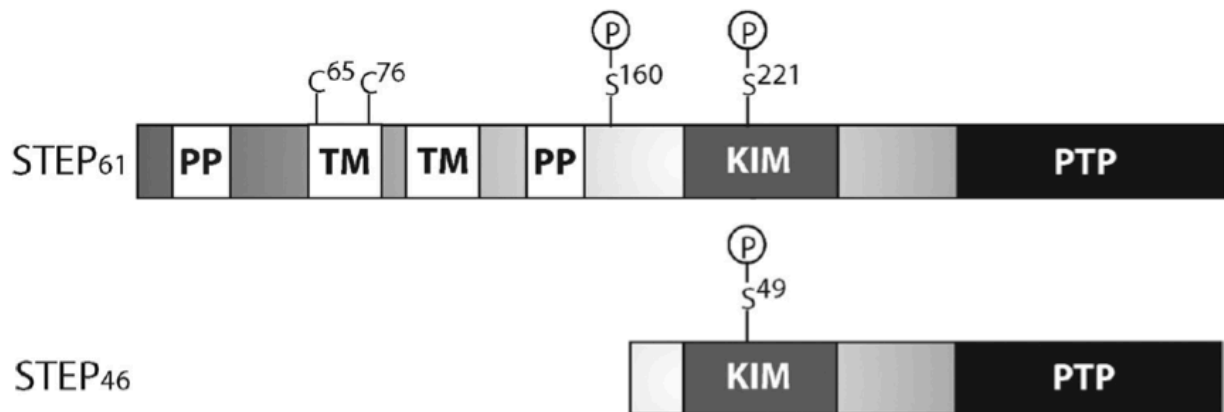 P P
C65 C76 S160 S221
STEP61 PP TM TM PP KIM PTP
P
S49
STEP46 KIM PTP